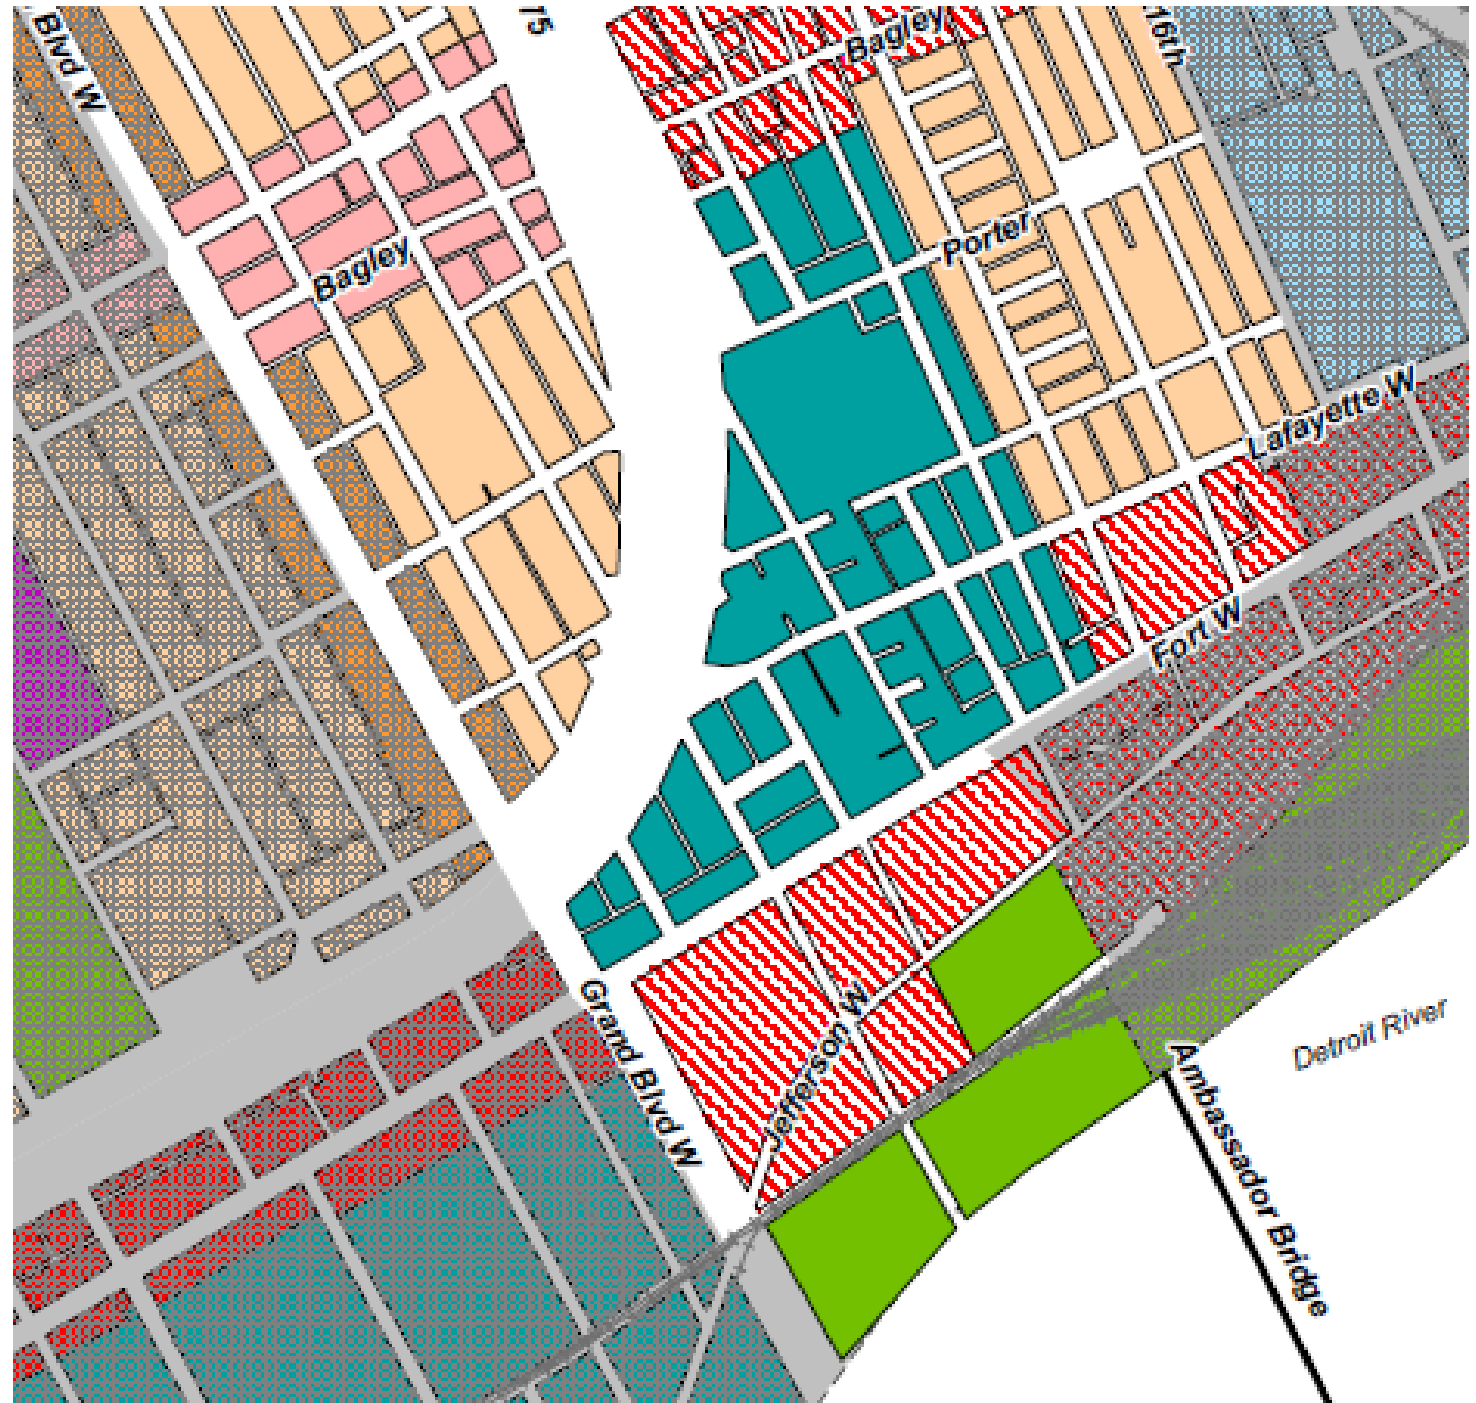 Blvd W
75
Bagley
16th
Porter
Bagley
Lafayette W
Fort W
Grand Blvd W
Jefferson W
Detroit River
Ambassador Bridge